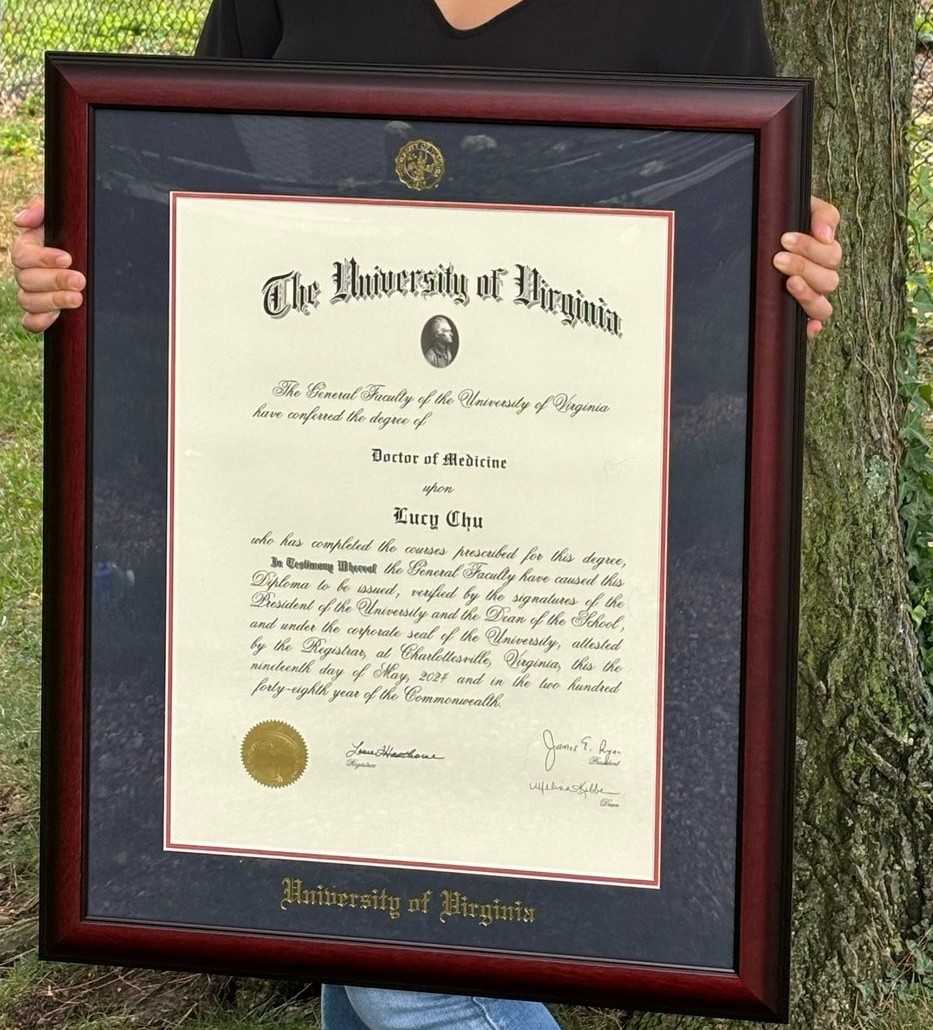 The University of Virginia
The General Faculty of the University of Virginia
have conferred the degree of
Doctor of Medicine
upon
Lucy Chu
who has completed the courses prescribed for this degree,
In Testimony Whereof the General Faculty have caused this
Diploma to be issued, verified by the signatures of the
President of the University and the Dean of the School,
and under the corporate seal of the University, attested
by the Registrar, at Charlottesville, Virginia, this the
nineteenth day of May, 2024 and in the two hundred
forty-eighth year of the Commonwealth.
James E. Ryan
Registrar
President
Dean
University of Virginia